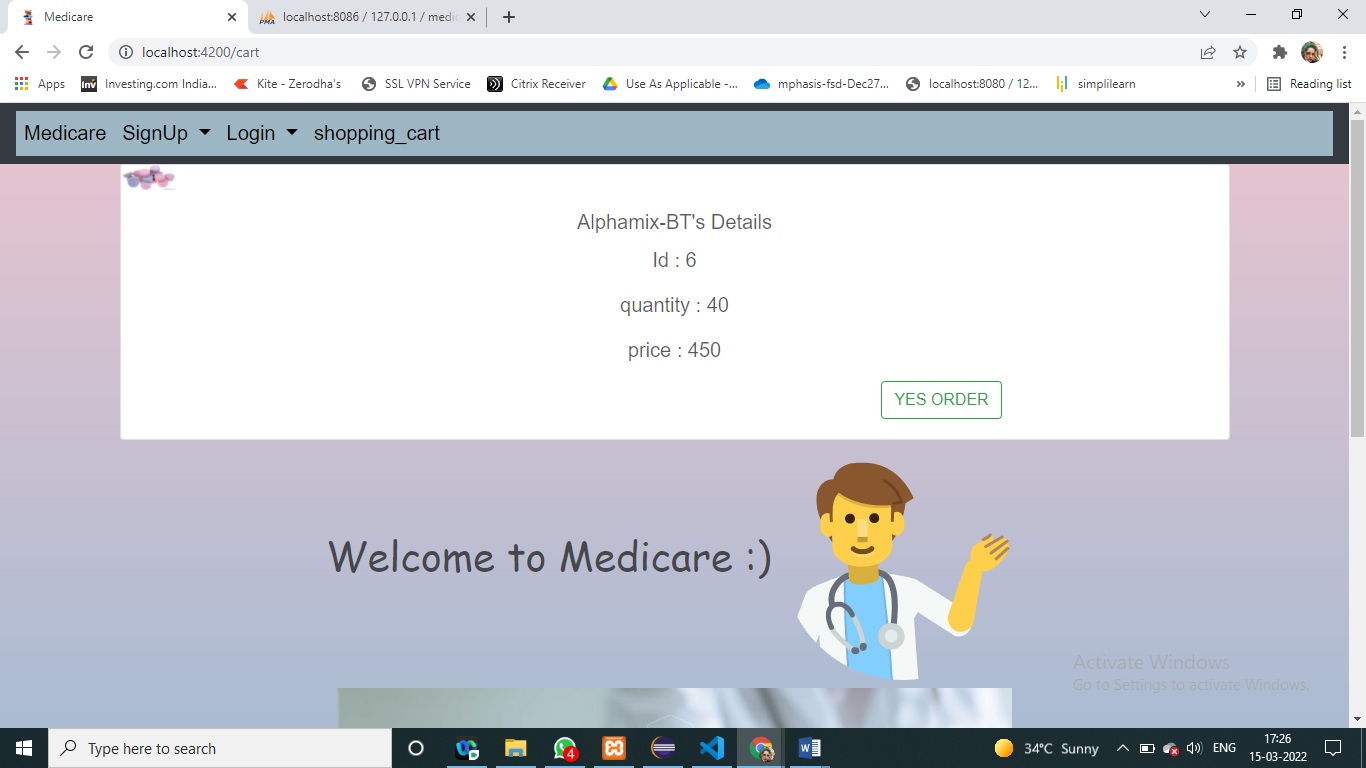 Medicare
localhost:8086 / 127.0.0.1 / medic
localhost:4200/cart
Apps
inv
Investing.com India...
Kite - Zerodha's
SSL VPN Service
Citrix Receiver
Use As Applicable -...
mphasis-fsd-Dec27...
localhost:8080 / 12...
simplilearn
»
Reading list
Medicare SignUp Login shopping_cart
Alphamix-BT's Details
Id : 6
quantity : 40
price : 450
YES ORDER
Welcome to Medicare :)
Activate Windows
Go to Settings to activate Windows.
Type here to search
4
34°C Sunny
ENG
17:26
15-03-2022